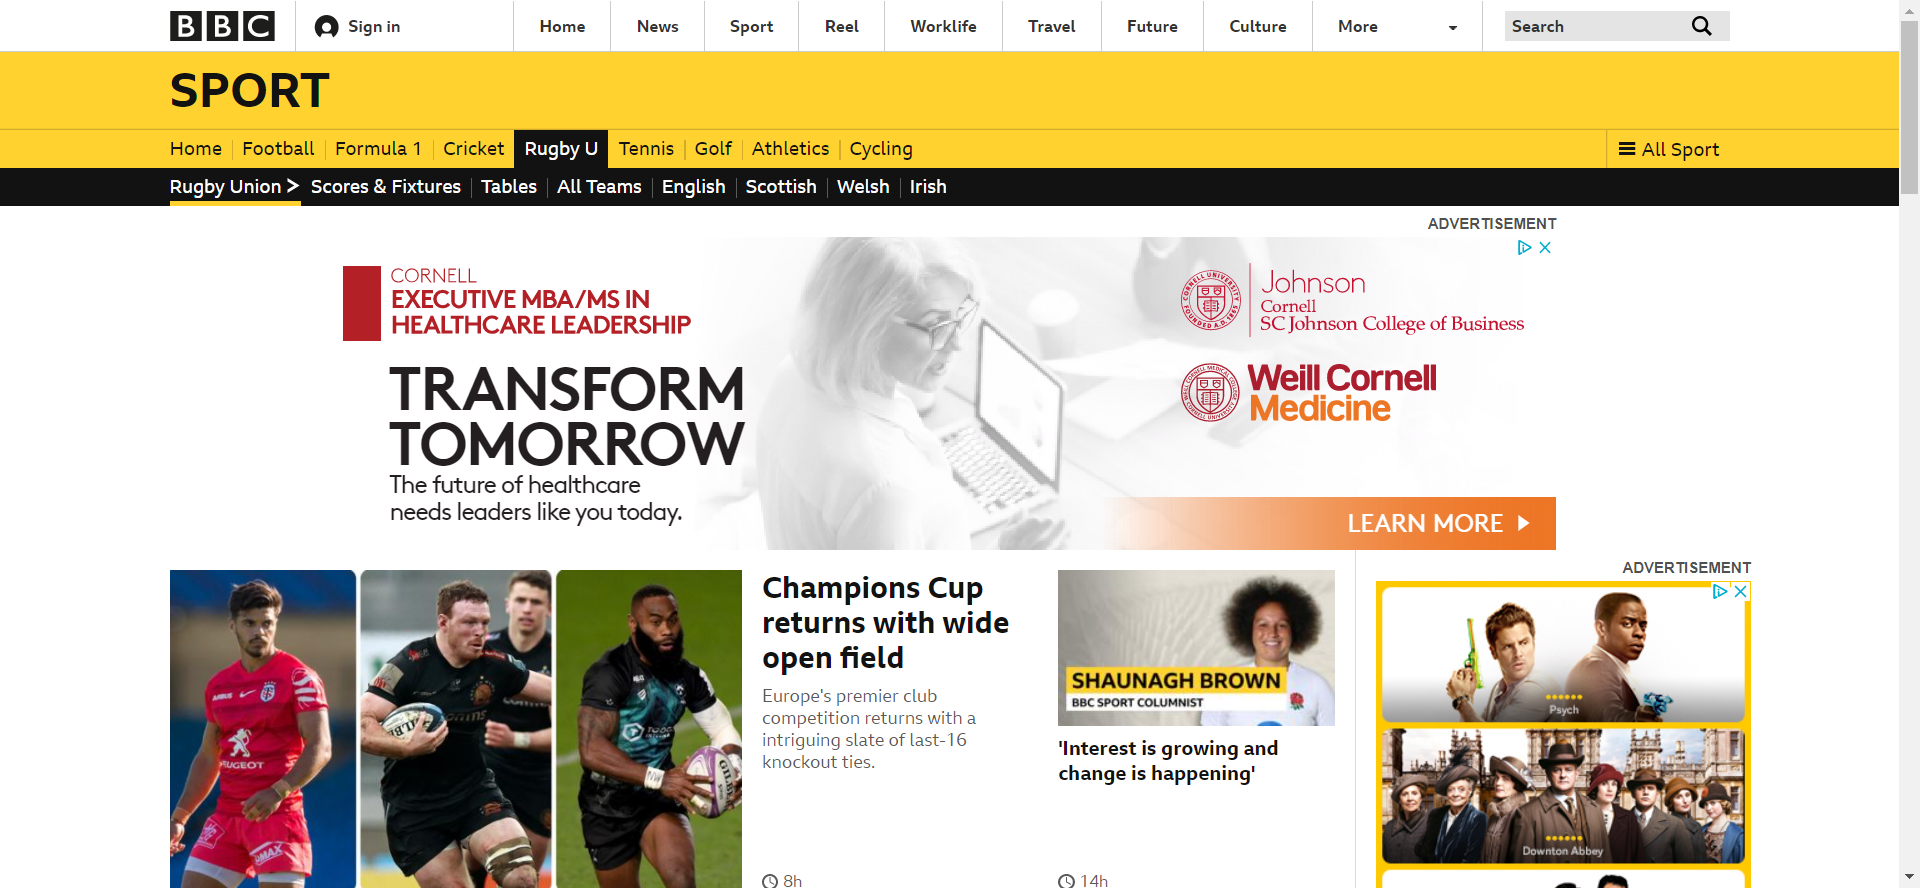 BBC
Sign in
Home
News
Sport
Reel
Worklife
Travel
Future
Culture
More
Search
SPORT
Home
Football
Formula 1
Cricket
Rugby U
Tennis
Golf
Athletics
Cycling
All Sport
Rugby Union >
Scores & Fixtures
Tables
All Teams
English
Scottish
Welsh
Irish
ADVERTISEMENT
CORNELL
EXECUTIVE MBA/MS IN
HEALTHCARE LEADERSHIP
TRANSFORM
TOMORROW
The future of healthcare
needs leaders like you today.
Johnson
Cornell
SC Johnson College of Business
Weill Cornell
Medicine
LEARN MORE
ADVERTISEMENT
PEUGEOT
Champions Cup
returns with wide
open field
Europe's premier club
competition returns with a
intriguing slate of last-16
knockout ties.
8h
SHAUNAGH BROWN
BBC SPORT COLUMNIST
'Interest is growing and
change is happening'
14h
Psych
Downton Abbey